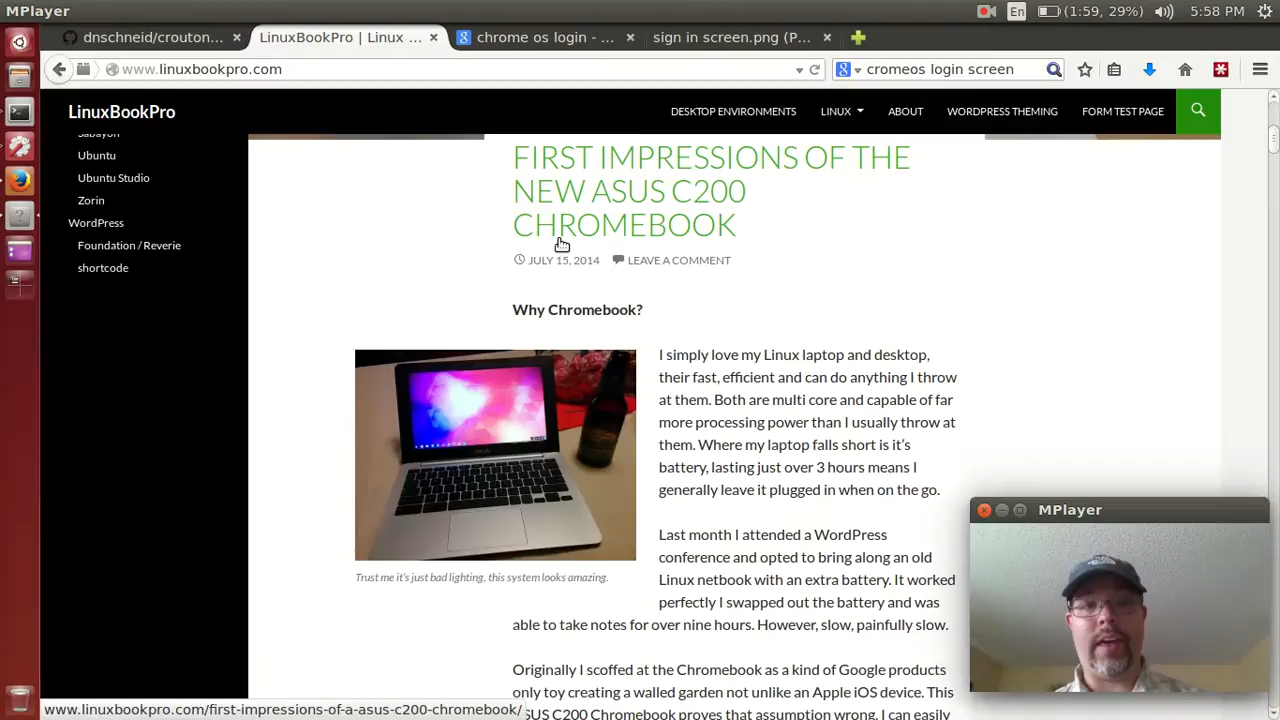 MPlayer
En
(1:59, 29%)
5:58 PM
dnschneid/crouton...
LinuxBookPro | Linux ...
chrome os login - ...
sign in screen.png (P...
www.linuxbookpro.com
cromeos login screen
LinuxBookPro
DESKTOP ENVIRONMENTS
LINUX
ABOUT
WORDPRESS THEMING
FORM TEST PAGE
Sabayon
Ubuntu
Ubuntu Studio
Zorin
WordPress
Foundation / Reverie
shortcode
FIRST IMPRESSIONS OF THE
NEW ASUS C200
CHROMEBOOK
JULY 15, 2014
LEAVE A COMMENT
Why Chromebook?
I simply love my Linux laptop and desktop,
their fast, efficient and can do anything I throw
at them. Both are multi core and capable of far
more processing power than I usually throw at
them. Where my laptop falls short is it’s
battery, lasting just over 3 hours means I
generally leave it plugged in when on the go.
Trust me it’s just bad lighting, this system looks amazing.
Last month I attended a WordPress
conference and opted to bring along an old
Linux netbook with an extra battery. It worked
perfectly I swapped out the battery and was
able to take notes for over nine hours. However, slow, painfully slow.
Originally I scoffed at the Chromebook as a kind of Google products
only toy creating a walled garden not unlike an Apple iOS device. This
ASUS C200 Chromebook proves that assumption wrong. I can easily
MPlayer
www.linuxbookpro.com/first-impressions-of-a-asus-c200-chromebook/